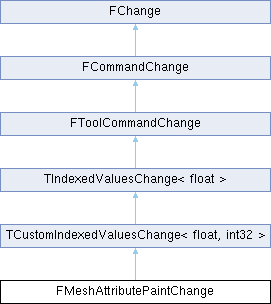 FChange
FCommandChange
FToolCommandChange
TIndexedValuesChange< float >
TCustomIndexedValuesChange< float, int32 >
FMeshAttributePaintChange